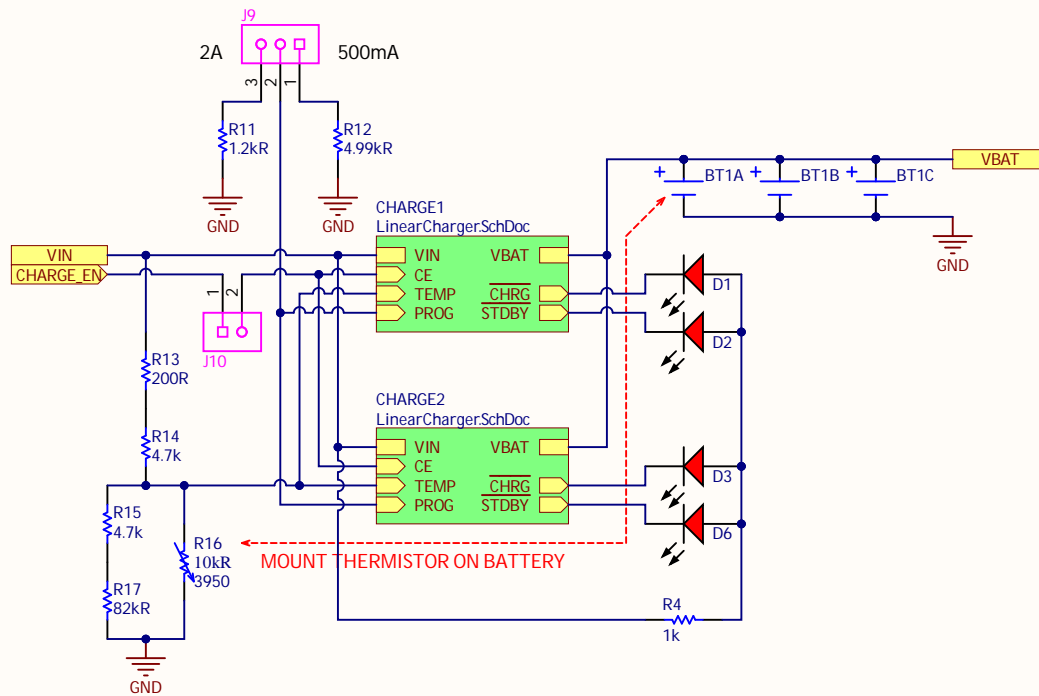 J9
2A
500mA
3
2
1
R11
1.2kR
R12
4.99kR
GND
GND
BT1A
BT1B
BT1C
+
+
+
VBAT
GND
CHARGE1
LinearCharger.SchDoc
VIN
CE
TEMP
PROG
VBAT
CHRG
STDBY
VIN
CHARGE_EN
1
2
J10
D1
D2
R13
200R
R14
4.7k
CHARGE2
LinearCharger.SchDoc
VIN
CE
TEMP
PROG
VBAT
CHRG
STDBY
D3
D6
R15
4.7k
R16
10kR
3950
MOUNT THERMISTOR ON BATTERY
R17
82kR
R4
1k
GND